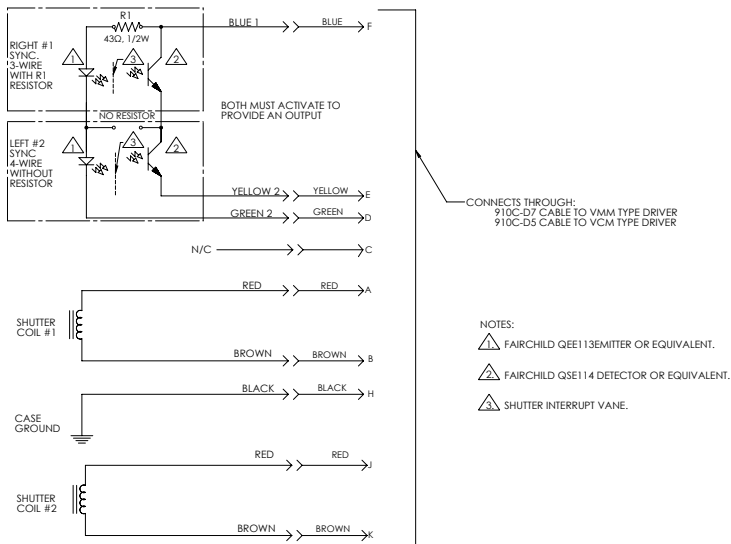 R1
43Ω, 1/2W
BLUE 1
BLUE
F
RIGHT #1
SYNC.
3-WIRE
WITH R1
RESISTOR
1
3
2
NO RESISTOR
BOTH MUST ACTIVATE TO
PROVIDE AN OUTPUT
LEFT #2
SYNC
4-WIRE
WITHOUT
RESISTOR
1
3
2
YELLOW 2
YELLOW
E
GREEN 2
GREEN
D
CONNECTS THROUGH:
910C-D7 CABLE TO VMM TYPE DRIVER
910C-D5 CABLE TO VCM TYPE DRIVER
N/C
C
RED
RED
A
SHUTTER
COIL #1
BROWN
BROWN
B
NOTES:
1. FAIRCHILD QEE113EMITTER OR EQUIVALENT.
2. FAIRCHILD QSE114 DETECTOR OR EQUIVALENT.
3. SHUTTER INTERRUPT VANE.
BLACK
BLACK
H
CASE
GROUND
RED
RED
J
SHUTTER
COIL #2
BROWN
BROWN
K